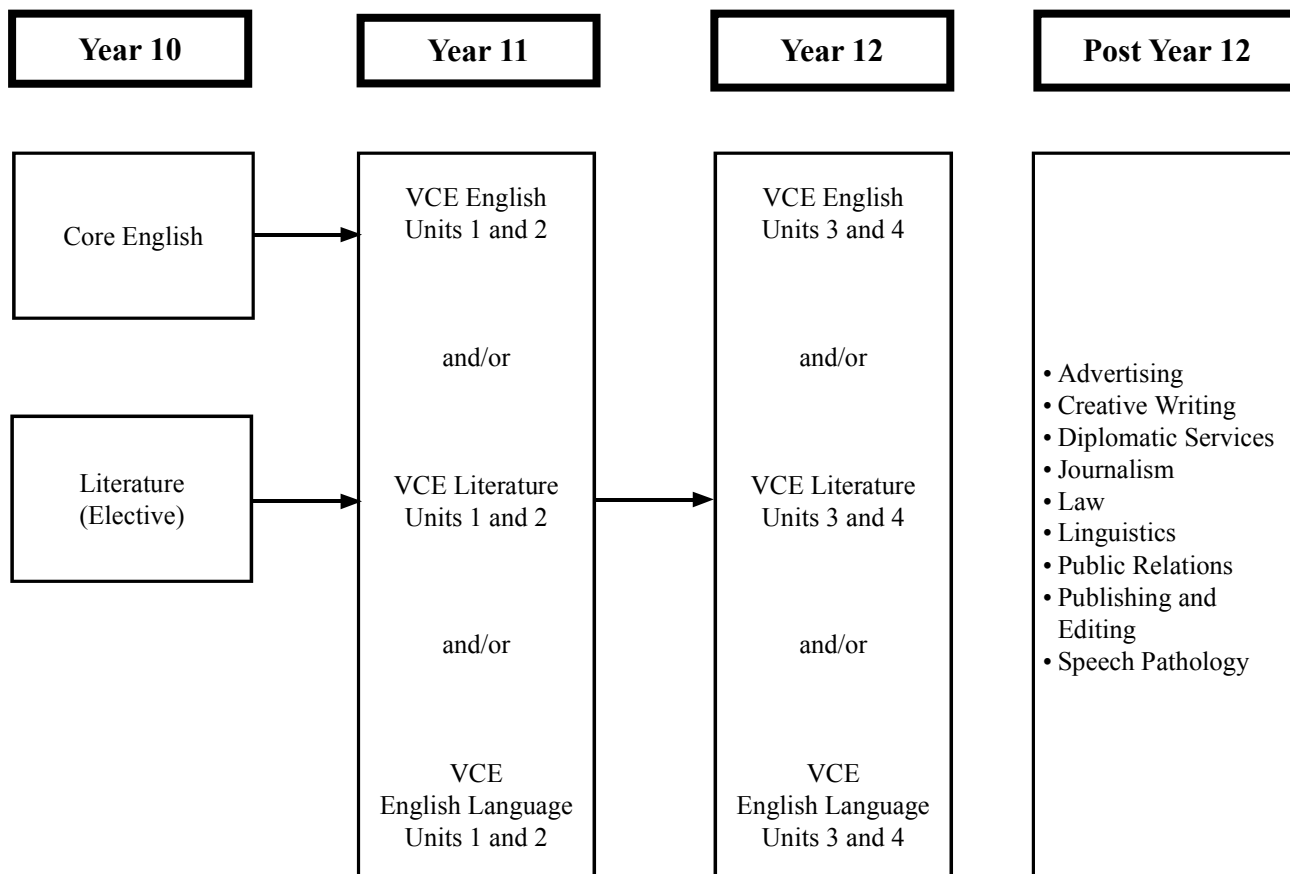 Year 10
Year 11
Year 12
Post Year 12
Core English
Literature
(Elective)
VCE English
Units 1 and 2
and/or
VCE Literature
Units 1 and 2
and/or
VCE
English Language
Units 1 and 2
VCE English
Units 3 and 4
and/or
VCE Literature
Units 3 and 4
and/or
VCE
English Language
Units 3 and 4
• Advertising
• Creative Writing
• Diplomatic Services
• Journalism
• Law
• Linguistics
• Public Relations
• Publishing and
Editing
• Speech Pathology